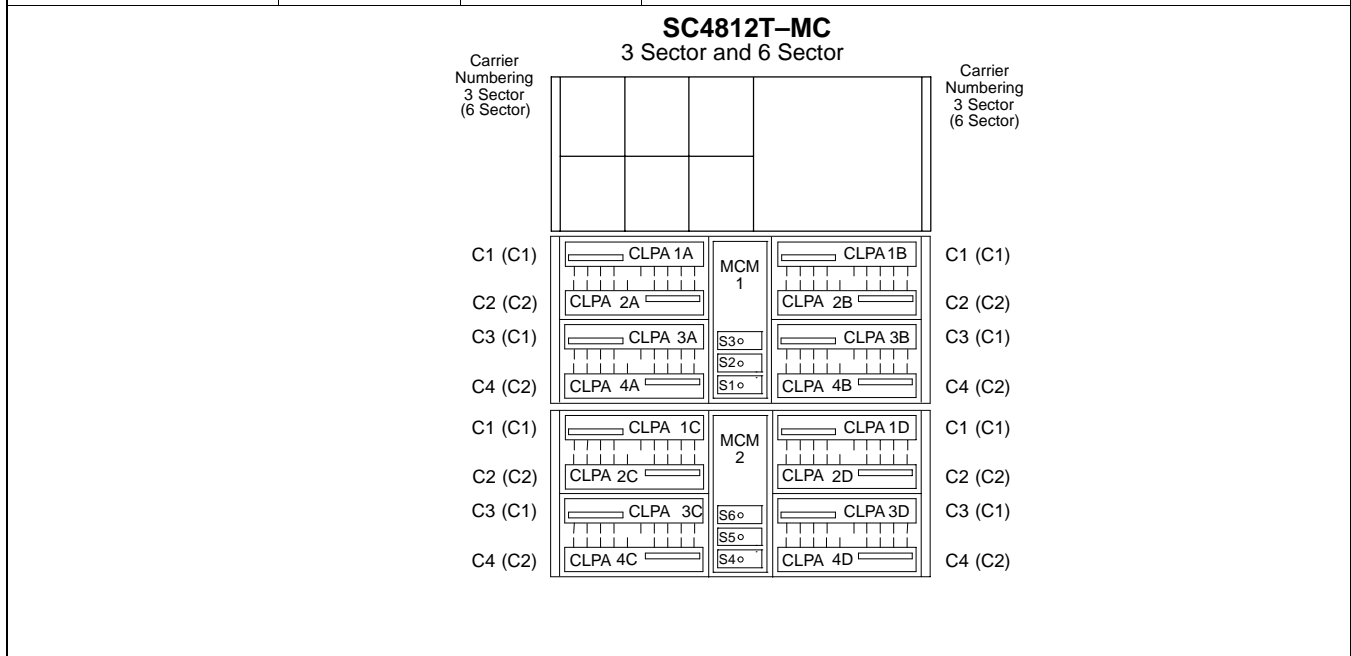 SC4812T–MC
3 Sector and 6 Sector
Carrier
Numbering
3 Sector
(6 Sector)
Carrier
Numbering
3 Sector
(6 Sector)
C1 (C1) CLPA 1A MCM 1 CLPA 1B C1 (C1)
C2 (C2) CLPA 2A CLPA 2B C2 (C2)
C3 (C1) CLPA 3A S3 CLPA 3B C3 (C1)
S2
C4 (C2) CLPA 4A S1 CLPA 4B C4 (C2)
C1 (C1) CLPA 1C MCM 2 CLPA 1D C1 (C1)
C2 (C2) CLPA 2C CLPA 2D C2 (C2)
C3 (C1) CLPA 3C S6 CLPA 3D C3 (C1)
S5
C4 (C2) CLPA 4C S4 CLPA 4D C4 (C2)